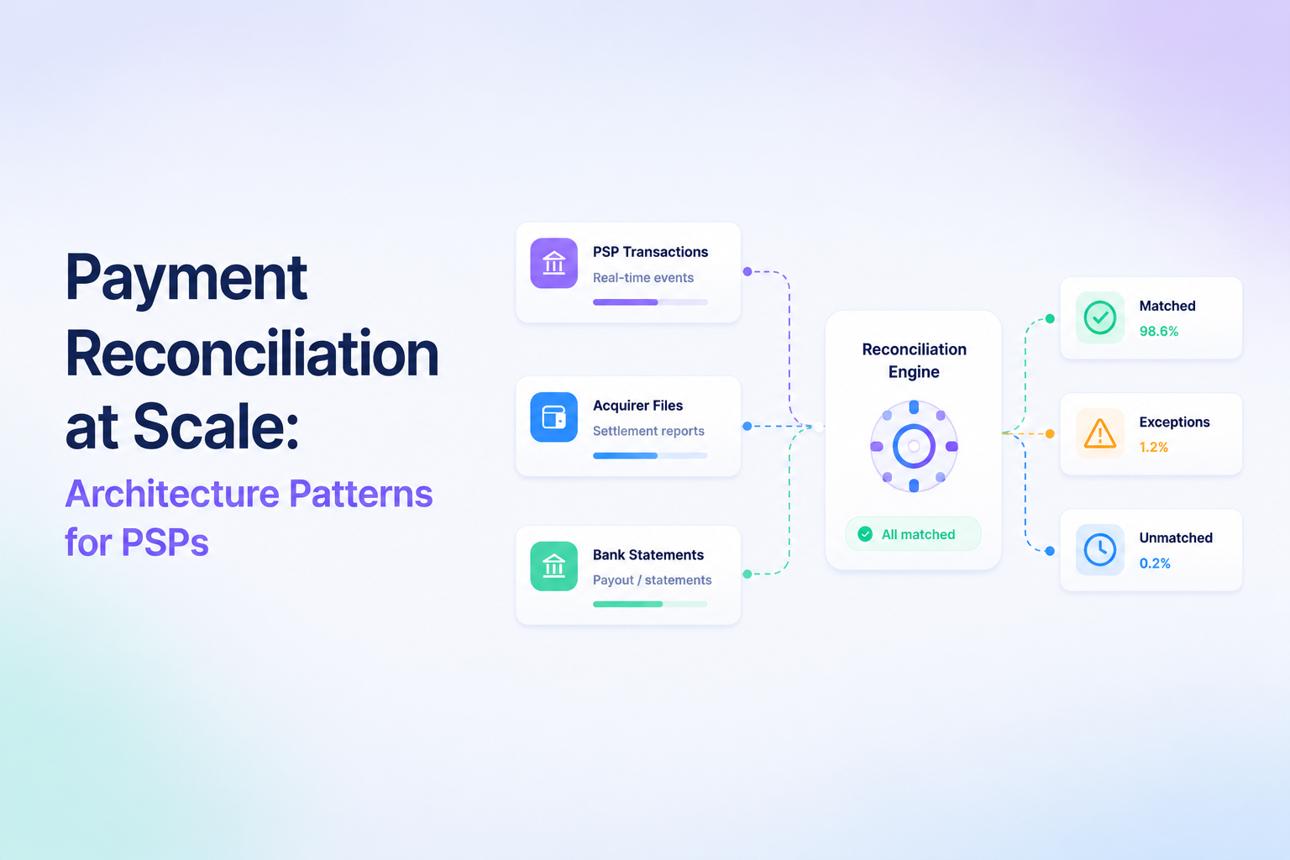 Payment
Reconciliation
at Scale:
Architecture Patterns
for PSPs
PSP Transactions
Real-time events
Acquirer Files
Settlement reports
Bank Statements
Payout / statements
Reconciliation
Engine
All matched
Matched
98.6%
Exceptions
1.2%
Unmatched
0.2%